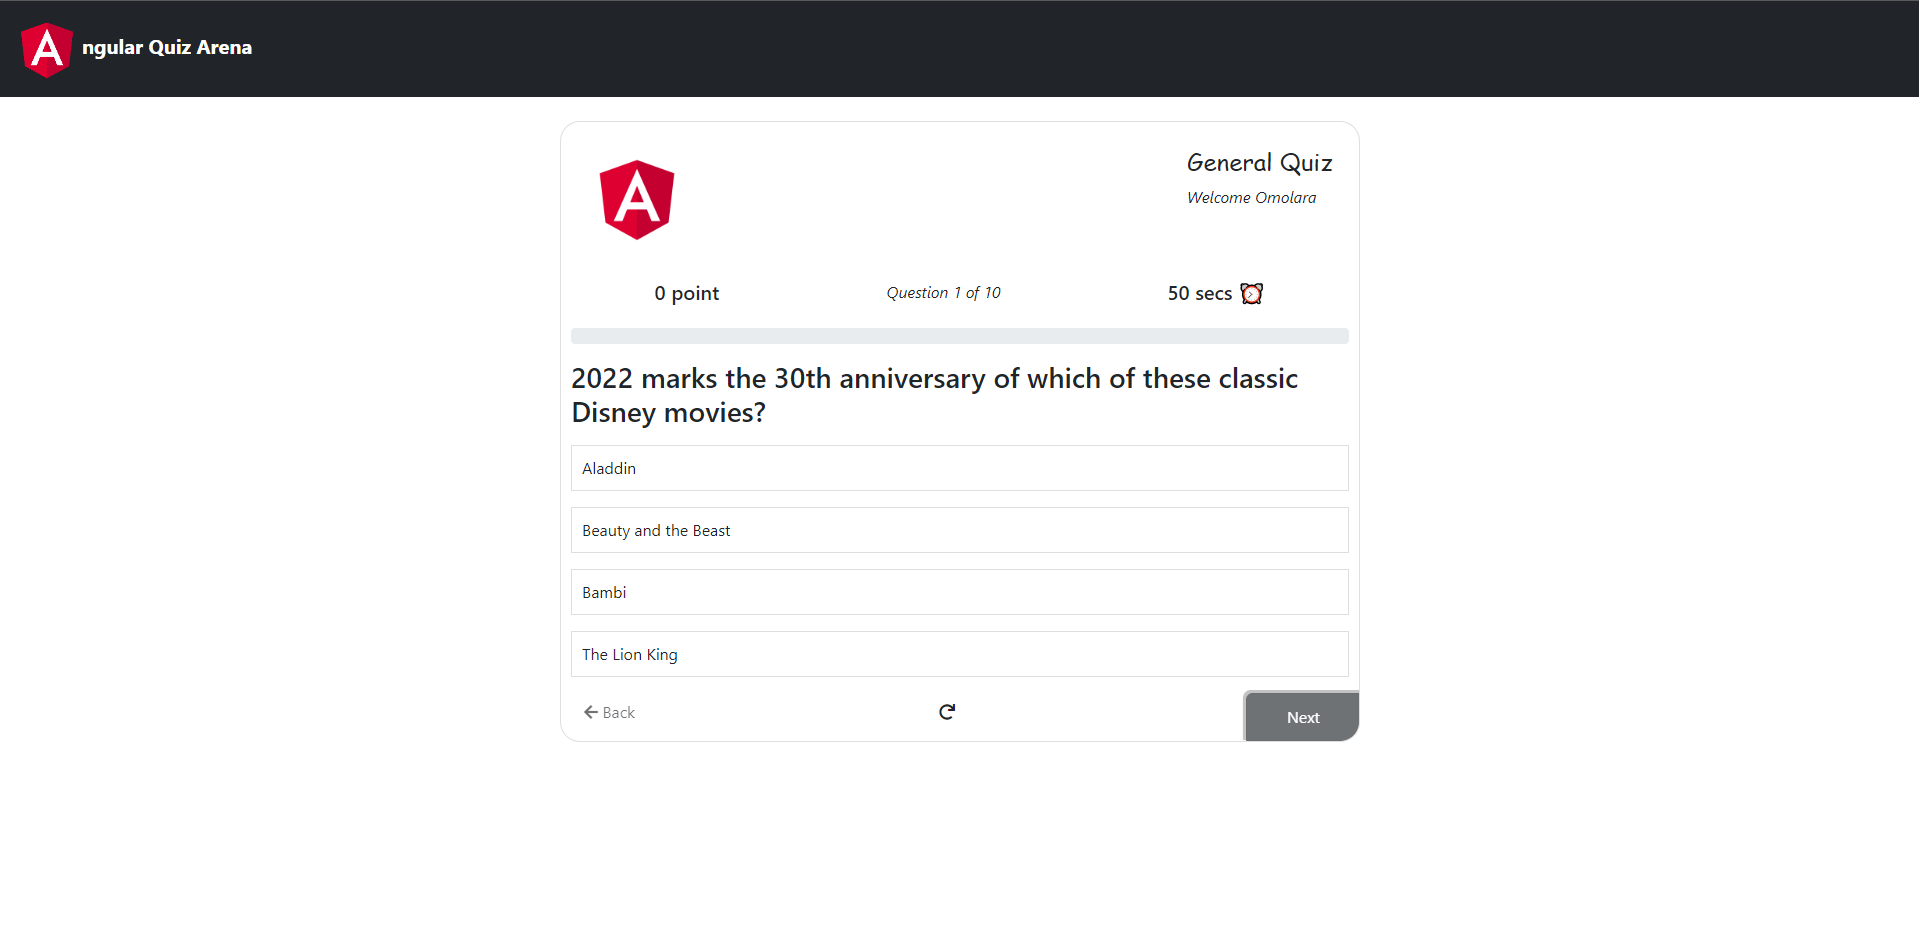 A ngular Quiz Arena
A
General Quiz
Welcome Omolara
0 point
Question 1 of 10
50 secs
2022 marks the 30th anniversary of which of these classic
Disney movies?
Aladdin
Beauty and the Beast
Bambi
The Lion King
Back
Next